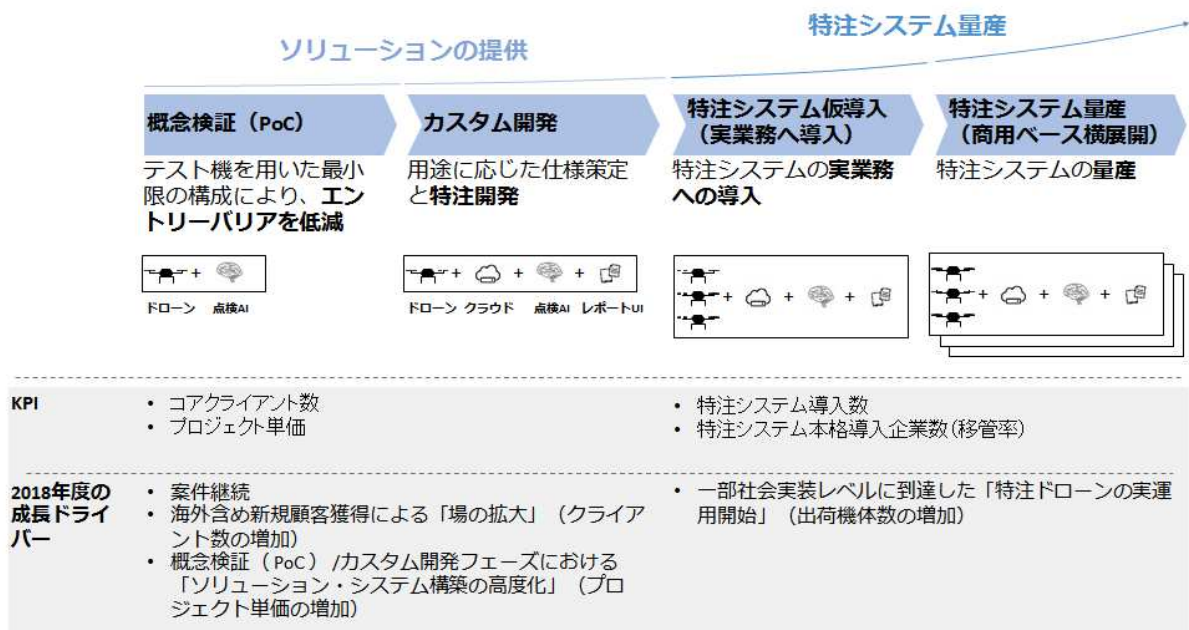 ソリューションの提供
特注システム量産
概念検証(PoC)
カスタム開発
特注システム仮導入
(実業務へ導入)
特注システム量産
(商用ベース横展開)
テスト機を用いた最小
限の構成により、エン
トリーバリアを低減
用途に応じた仕様策定
と特注開発
特注システムの実業務
への導入
特注システムの量産
+
ドローン 点検AI
+ + +
ドローン クラウド 点検AI レポートUI
+ + +
+ + +
KPI
• コアクライアント数
• プロジェクト単価
• 特注システム導入数
• 特注システム本格導入企業数(移管率)
2018年度の
成長ドライ
バー
• 案件継続
• 海外含め新規顧客獲得による「場の拡大」(クライア
ント数の増加)
• 概念検証(PoC)/カスタム開発フェーズにおける
「ソリューション・システム構築の高度化」(プロ
ジェクト単価の増加)
• 一部社会実装レベルに到達した「特注ドローンの実運
用開始」(出荷機体数の増加)